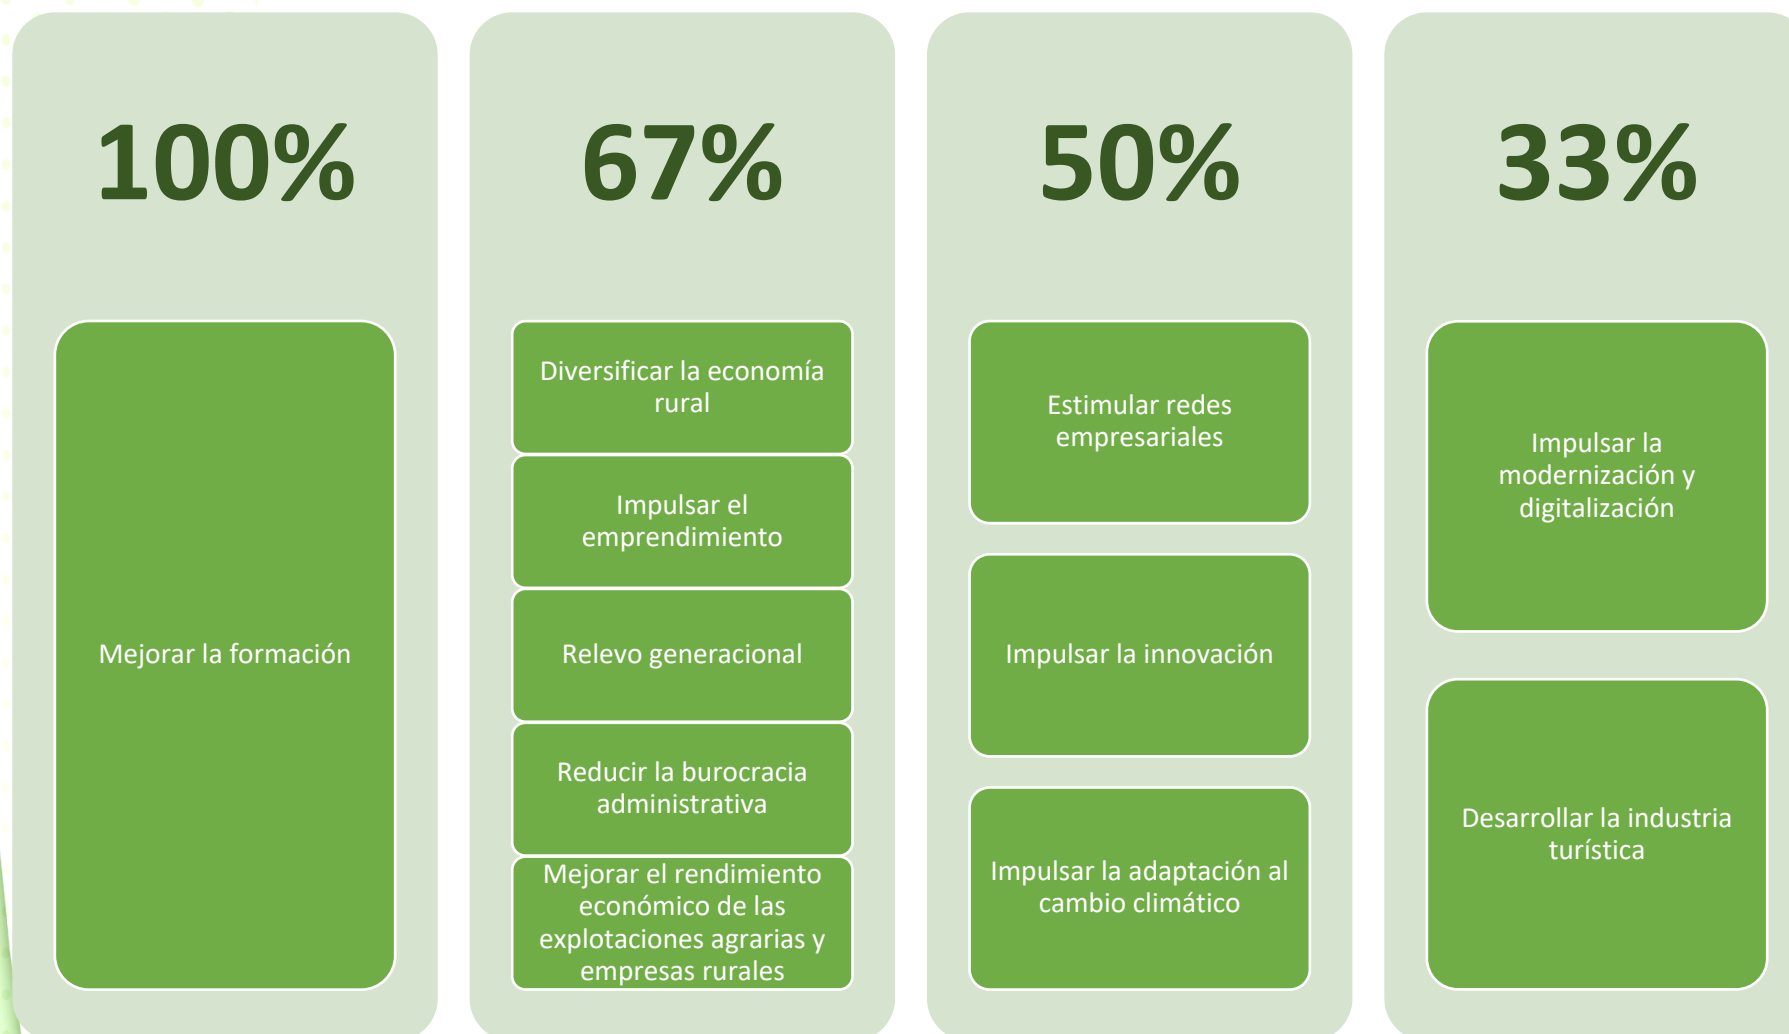 100%
Mejorar la formación
67%
Diversificar la economía
rural
Impulsar el
emprendimiento
Relevo generacional
Reducir la burocracia
administrativa
Mejorar el rendimiento
económico de las
explotaciones agrarias y
empresas rurales
50%
Estimular redes
empresariales
Impulsar la innovación
Impulsar la adaptación al
cambio climático
33%
Impulsar la
modernización y
digitalización
Desarrollar la industria
turística